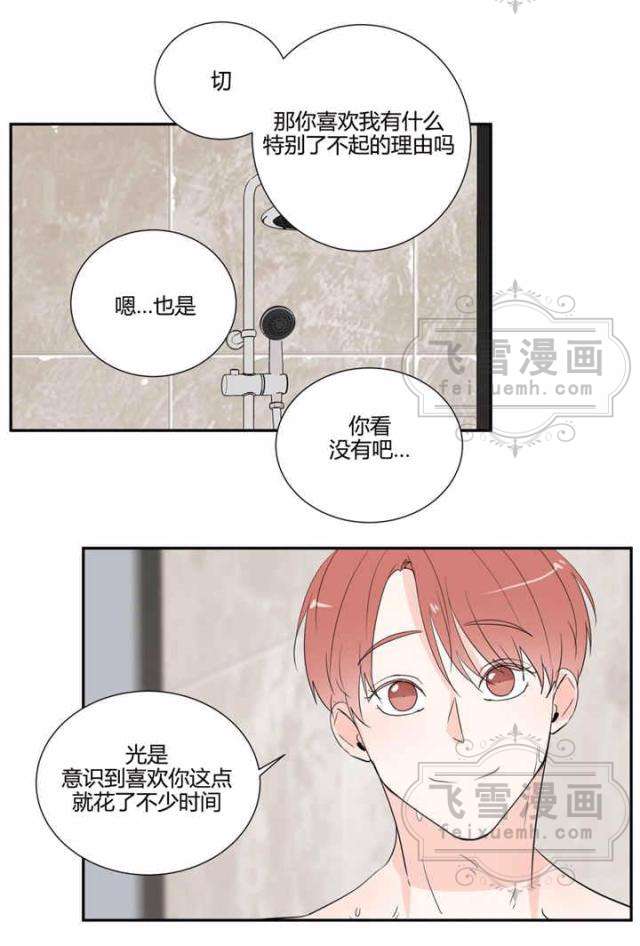 切
那你喜欢我有什么
特别了不起的理由吗
嗯...也是
飞雪漫画
feixuemh.com
你看
没有吧...
光是
意识到喜欢你这点
就花了不少时间
飞雪漫画
feixuemh.com